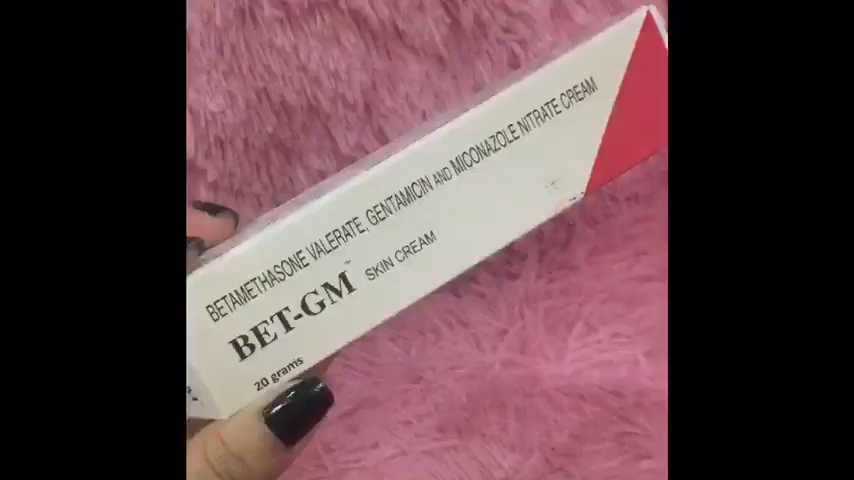 BETAMETHASONE VALERATE, GENTAMICIN AND MICONAZOLE NITRATE CREAM
BET-GM™ SKIN CREAM
20 grams